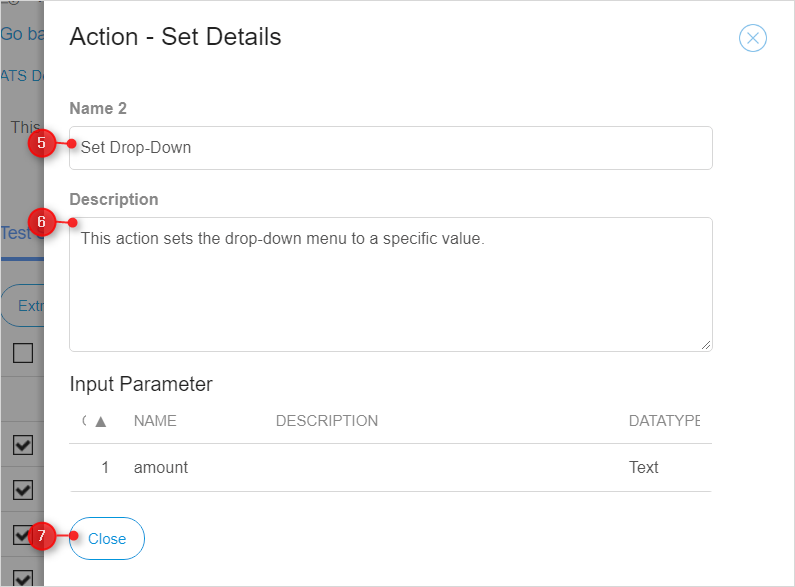 Action - Set Details
Go ba
ATS D
Name 2
This
5
Set Drop-Down
Description
6
Test
This action sets the drop-down menu to a specific value.
Extr
Input Parameter
▲ NAME DESCRIPTION DATATYPE
1 amount Text
7
Close